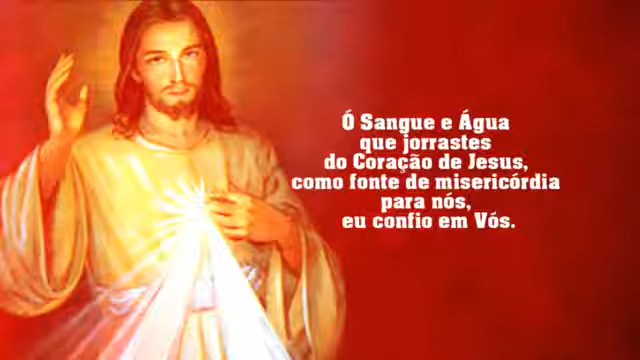 Ó Sangue e Água
que jorrastes
do Coração de Jesus,
como fonte de misericórdia
para nós,
eu confio em Vós.